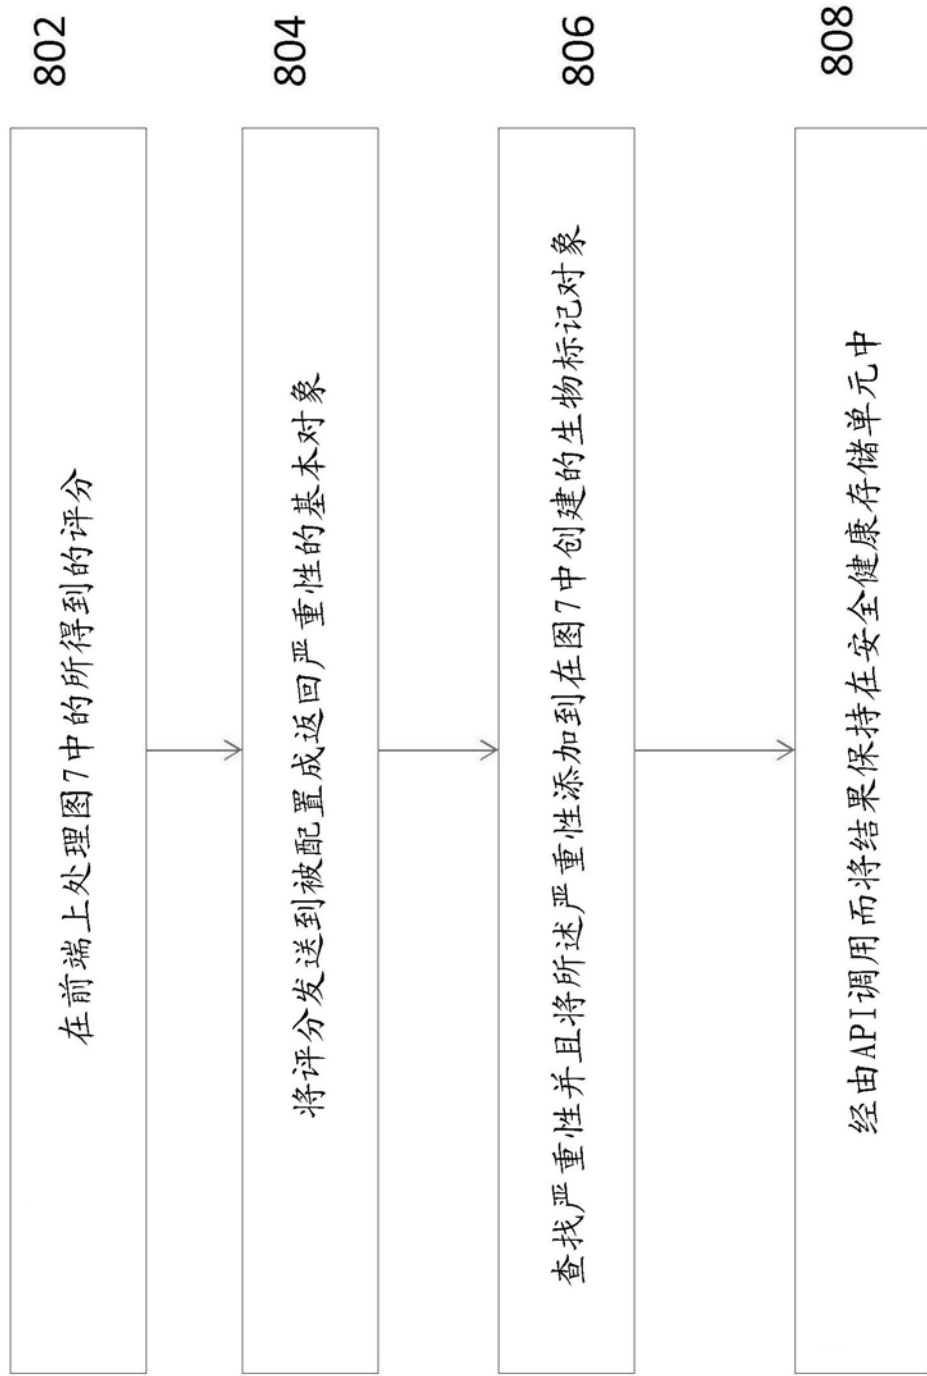 802
在前端上处理图7中的所得到的评分
804
将评分发送到被配置成返回严重性的基本对象
806
查找严重性并且将所述严重性添加到在图7中创建的生物标记对象
808
经由API调用而将结果保持在安全健康存储单元中